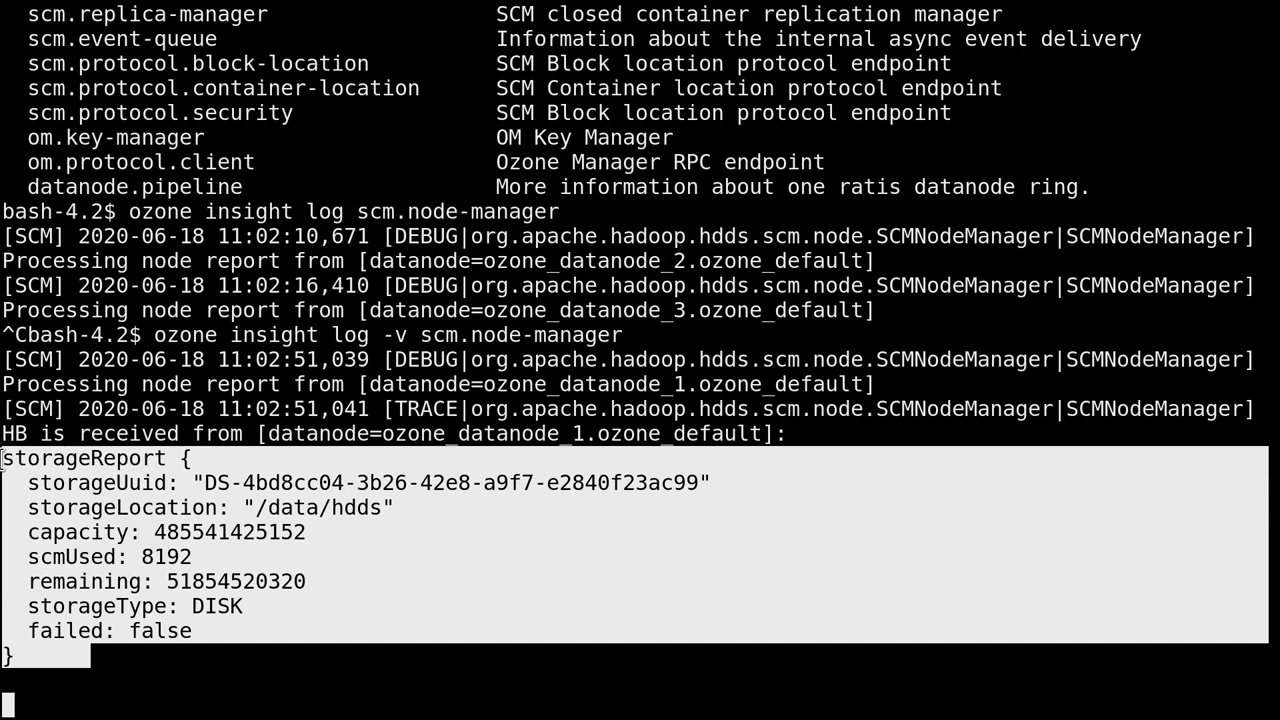 scm.replica-manager SCM closed container replication manager
scm.event-queue Information about the internal async event delivery
scm.protocol.block-location SCM Block location protocol endpoint
scm.protocol.container-location SCM Container location protocol endpoint
scm.protocol.security SCM Block location protocol endpoint
om.key-manager OM Key Manager
om.protocol.client Ozone Manager RPC endpoint
datanode.pipeline More information about one ratis datanode ring.
bash-4.2$ ozone insight log scm.node-manager
[SCM] 2020-06-18 11:02:10,671 [DEBUG|org.apache.hadoop.hdds.scm.node.SCMNodeManager|SCMNodeManager]
Processing node report from [datanode=ozone_datanode_2.ozone_default]
[SCM] 2020-06-18 11:02:16,410 [DEBUG|org.apache.hadoop.hdds.scm.node.SCMNodeManager|SCMNodeManager]
Processing node report from [datanode=ozone_datanode_3.ozone_default]
^Cbash-4.2$ ozone insight log -v scm.node-manager
[SCM] 2020-06-18 11:02:51,039 [DEBUG|org.apache.hadoop.hdds.scm.node.SCMNodeManager|SCMNodeManager]
Processing node report from [datanode=ozone_datanode_1.ozone_default]
[SCM] 2020-06-18 11:02:51,041 [TRACE|org.apache.hadoop.hdds.scm.node.SCMNodeManager|SCMNodeManager]
HB is received from [datanode=ozone_datanode_1.ozone_default]:
storageReport {
  storageUuid: "DS-4bd8cc04-3b26-42e8-a9f7-e2840f23ac99"
  storageLocation: "/data/hdds"
  capacity: 485541425152
  scmUsed: 8192
  remaining: 51854520320
  storageType: DISK
  failed: false
}